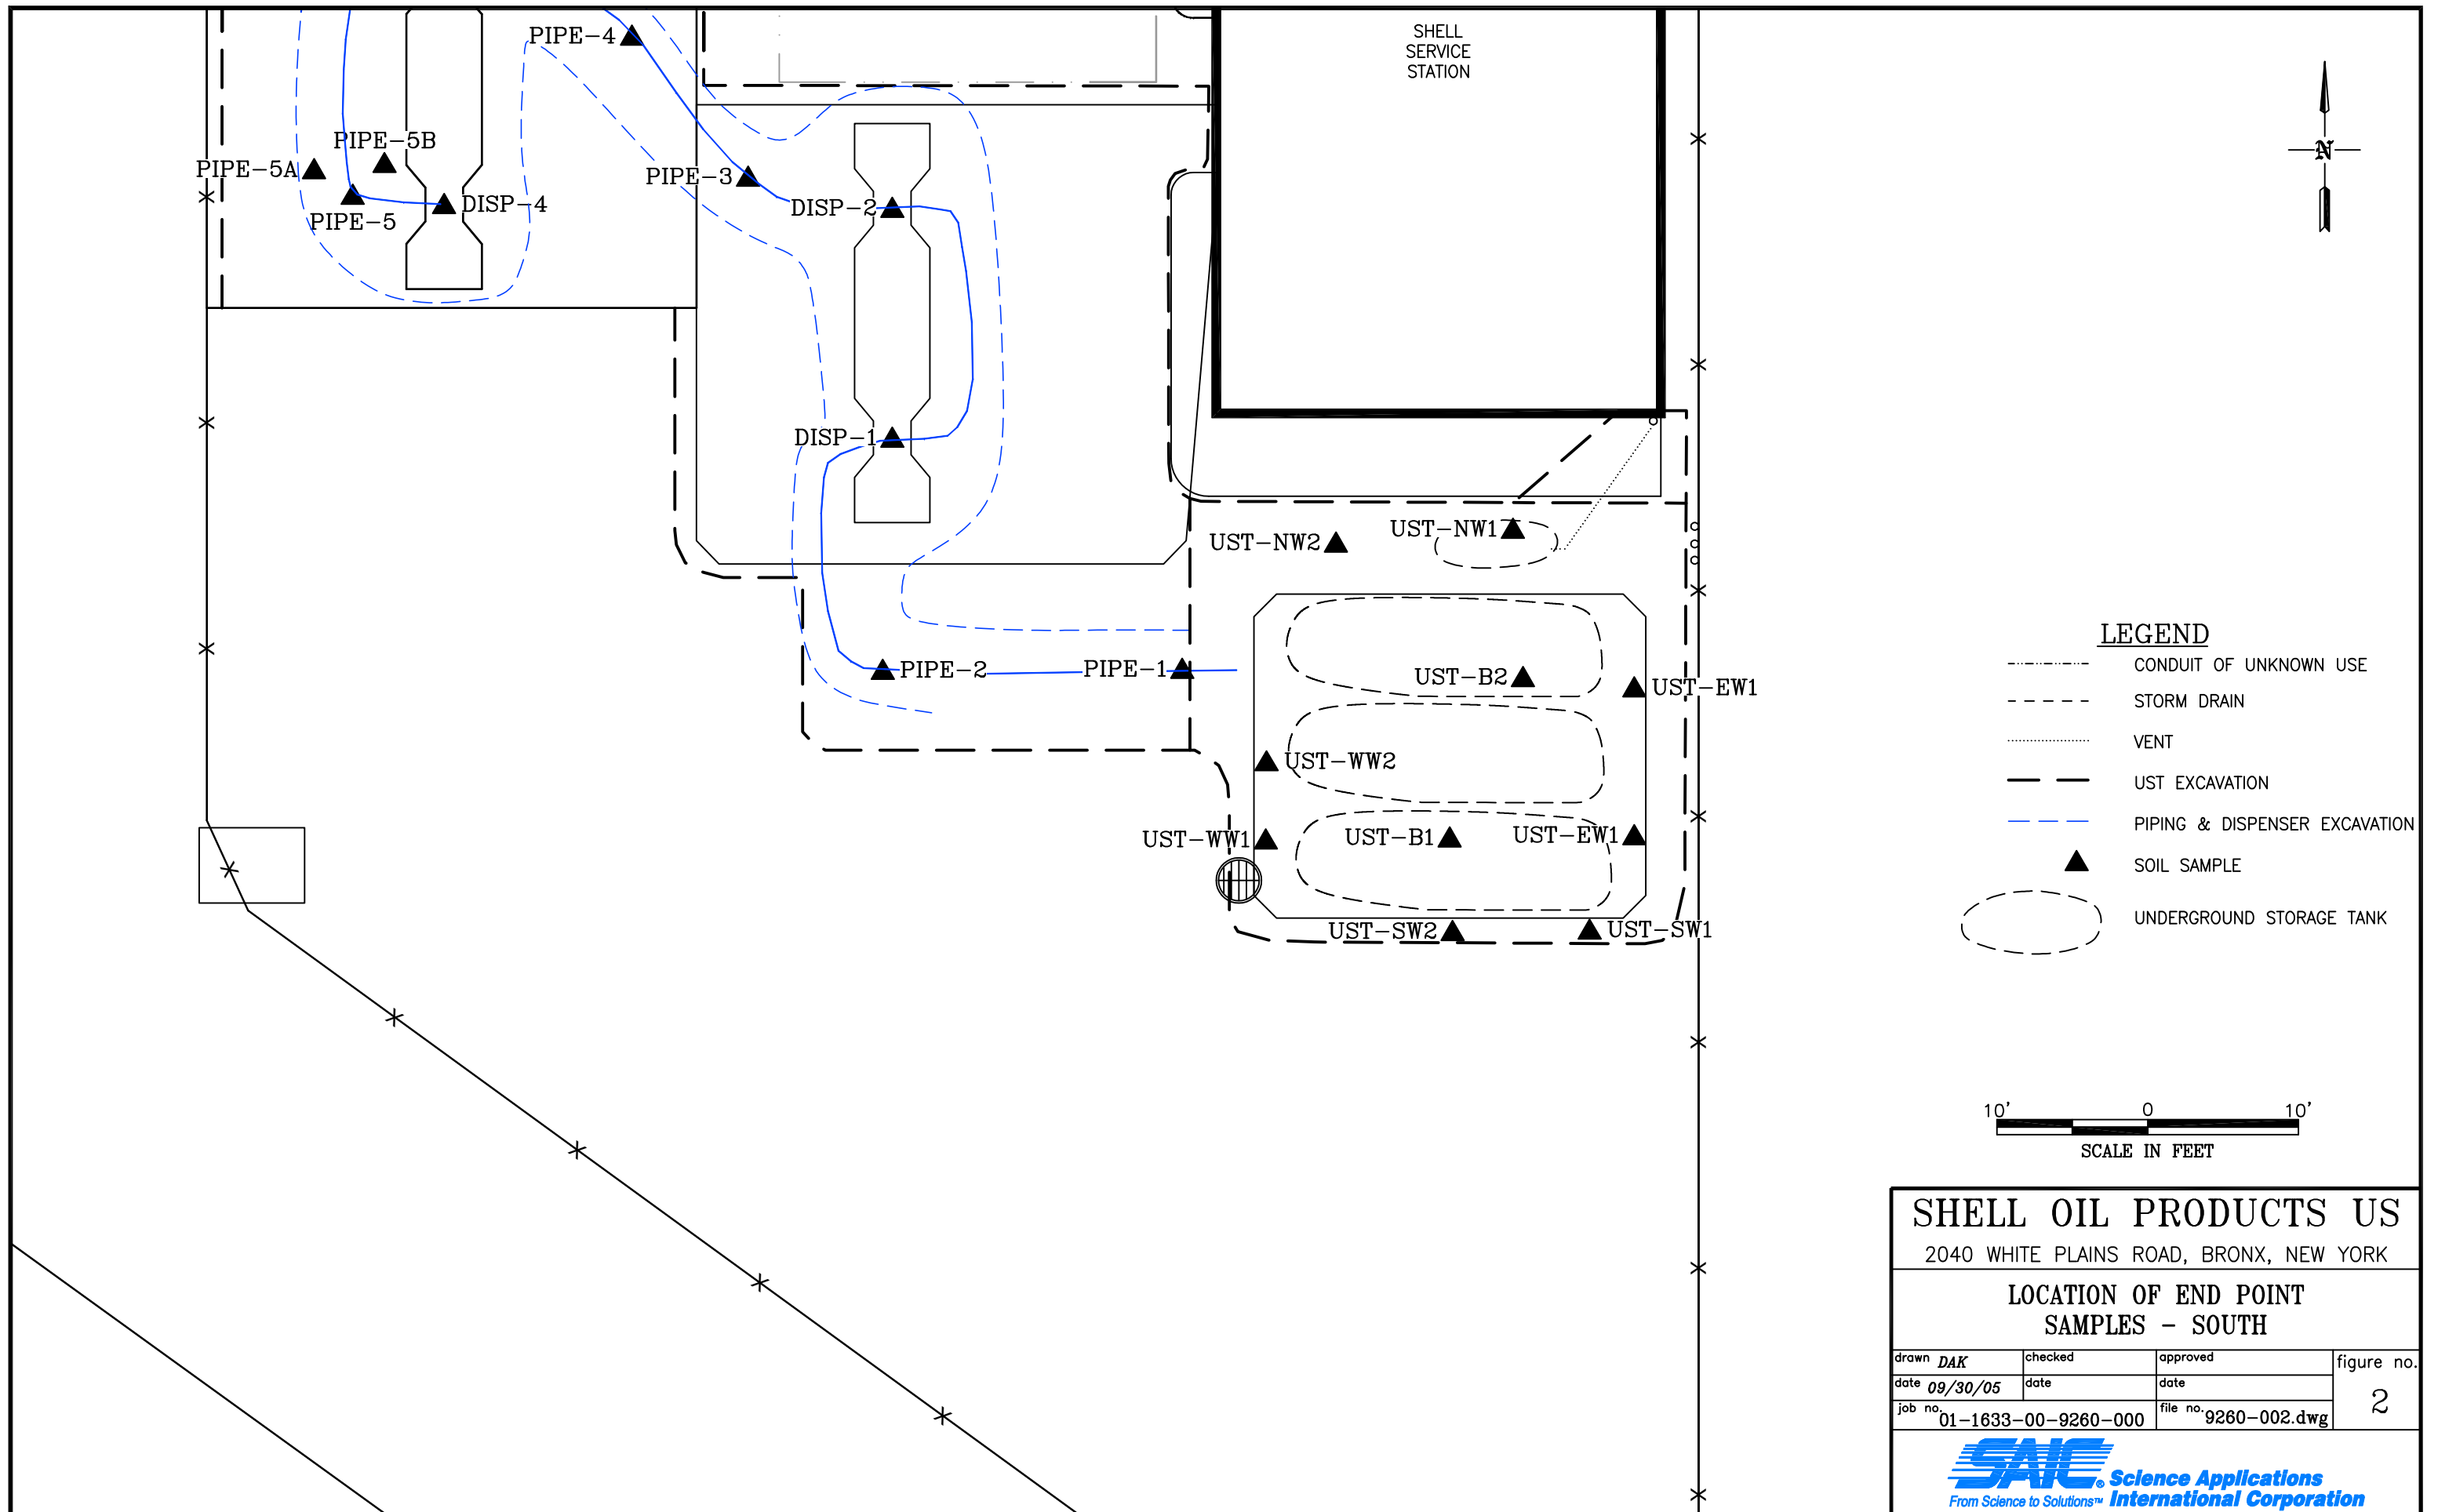 SHELL
SERVICE
STATION
PIPE-4
N
PIPE-5B
PIPE-5A
PIPE-3
DISP-4
DISP-2
PIPE-5
DISP-1
UST-NW1
UST-NW2
PIPE-2
PIPE-1
UST-B2
UST-EW1
UST-WW2
UST-WW1
UST-B1
UST-EW1
UST-SW2
UST-SW1
LEGEND
CONDUIT OF UNKNOWN USE
STORM DRAIN
VENT
UST EXCAVATION
PIPING & DISPENSER EXCAVATION
SOIL SAMPLE
UNDERGROUND STORAGE TANK
10' 0 10'
SCALE IN FEET
SHELL OIL PRODUCTS US
2040 WHITE PLAINS ROAD, BRONX, NEW YORK
LOCATION OF END POINT
SAMPLES - SOUTH
drawn DAK checked approved figure no.
date 09/30/05 date date 2
job no. 01-1633-00-9260-000 file no. 9260-002.dwg
SAIC® Science Applications
From Science to Solutions™ International Corporation